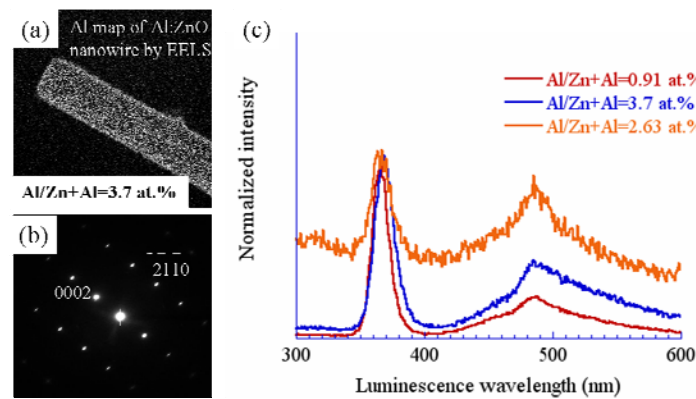 (a)
Al map of Al:ZnO
nanowire by EELS
Al/Zn+Al=3.7 at.%
(b)
2110
0002
(c)
Al/Zn+Al=0.91 at.%
Al/Zn+Al=3.7 at.%
Al/Zn+Al=2.63 at.%
Normalized intensity
300 400 500 600
Luminescence wavelength (nm)